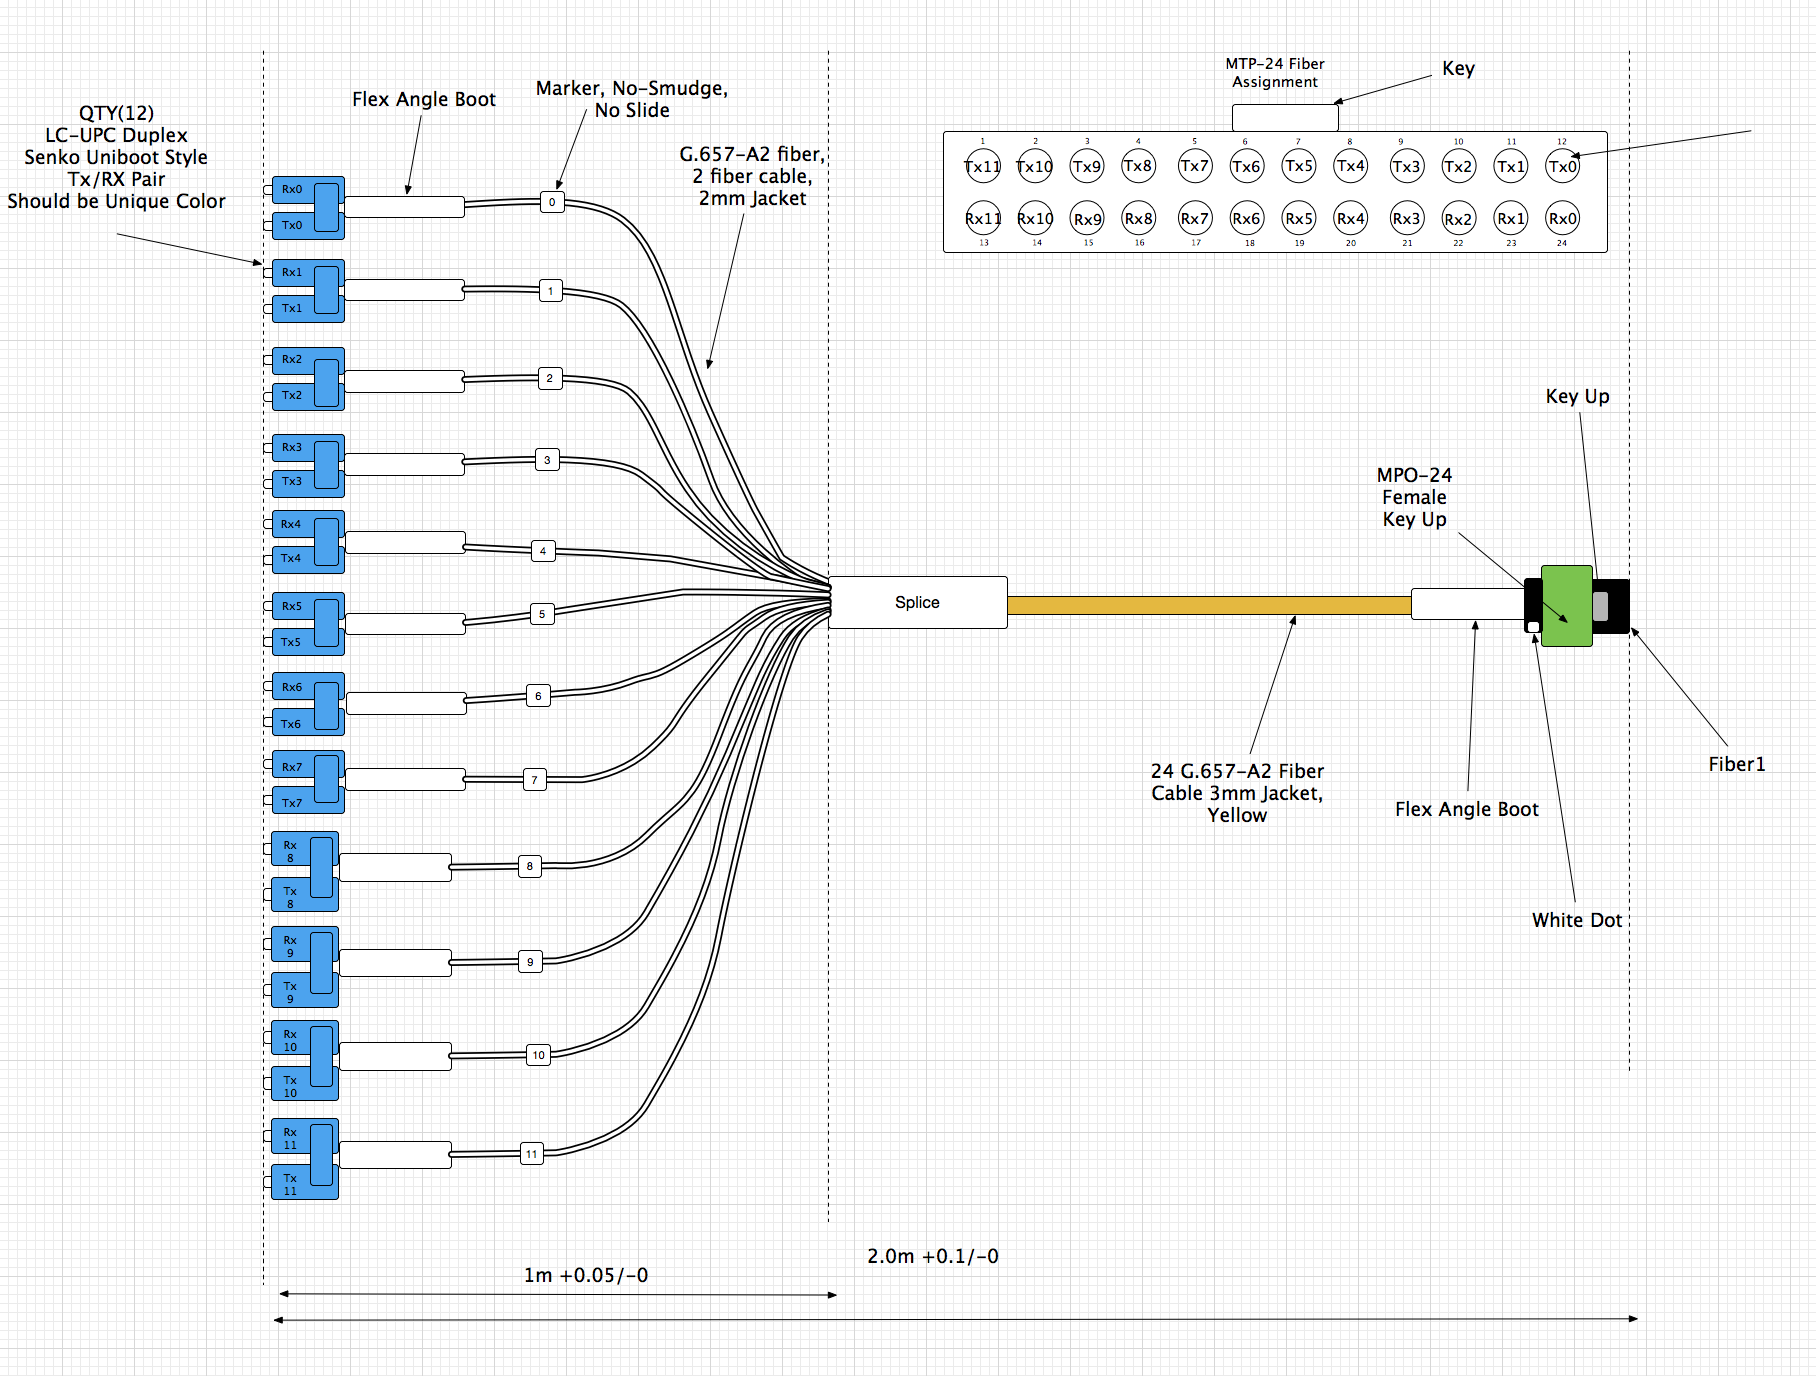 QTY(12)
LC-UPC Duplex
Senko Uniboot Style
Tx/RX Pair
Should be Unique Color
Flex Angle Boot
Marker, No-Smudge,
No Slide
G.657-A2 fiber,
2 fiber cable,
2mm Jacket
MTP-24 Fiber
Assignment
Key
1 2 3 4 5 6 7 8 9 10 11 12
Tx11 Tx10 Tx9 Tx8 Tx7 Tx6 Tx5 Tx4 Tx3 Tx2 Tx1 Tx0
Rx11 Rx10 Rx9 Rx8 Rx7 Rx6 Rx5 Rx4 Rx3 Rx2 Rx1 Rx0
13 14 15 16 17 18 19 20 21 22 23 24
Rx0
Tx0
0
Rx1
Tx1
1
Rx2
Tx2
2
Rx3
Tx3
3
Rx4
Tx4
4
Rx5
Tx5
5
Rx6
Tx6
6
Rx7
Tx7
7
Rx
8
Tx
8
8
Rx
9
Tx
9
9
Rx
10
Tx
10
10
Rx
11
Tx
11
11
Splice
Key Up
MPO-24
Female
Key Up
24 G.657-A2 Fiber
Cable 3mm Jacket,
Yellow
Flex Angle Boot
Fiber1
White Dot
2.0m +0.1/-0
1m +0.05/-0